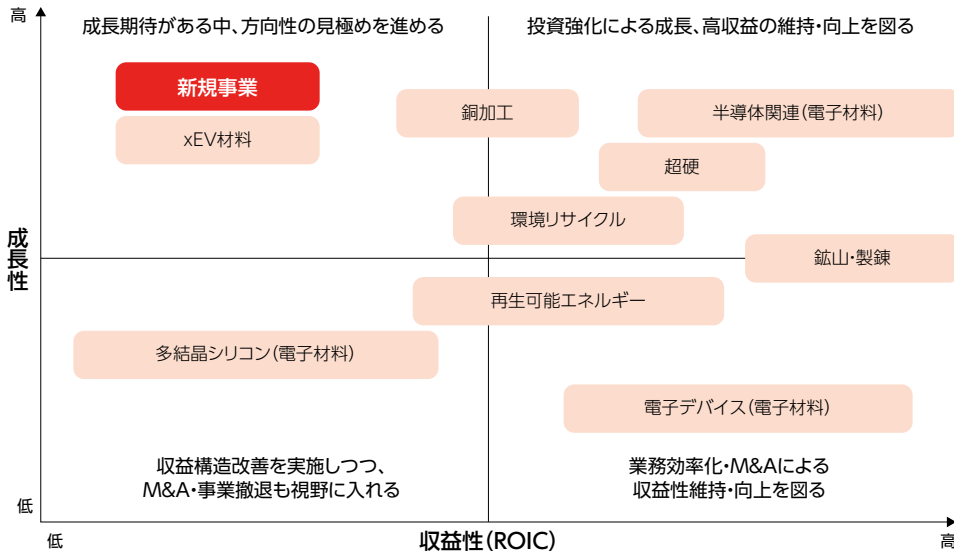 高
成長期待がある中、方向性の見極めを進める
投資強化による成長、高収益の維持・向上を図る
新規事業
銅加工
半導体関連(電子材料)
xEV材料
超硬
環境リサイクル
成長性
鉱山・製錬
再生可能エネルギー
多結晶シリコン(電子材料)
電子デバイス(電子材料)
収益構造改善を実施しつつ、
M&A・事業撤退も視野に入れる
業務効率化・M&Aによる
収益性維持・向上を図る
低
低
収益性(ROIC)
高